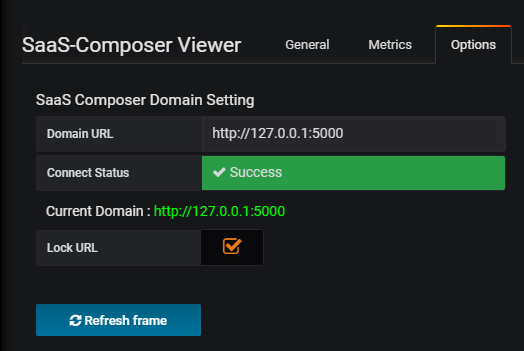 SaaS-Composer Viewer General Metrics Options
SaaS Composer Domain Setting
Domain URL http://127.0.0.1:5000
Connect Status Success
Current Domain : http://127.0.0.1:5000
Lock URL
Refresh frame